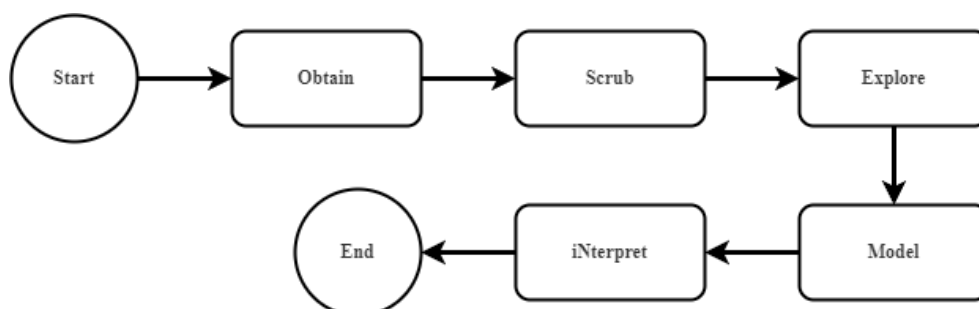 Start
Obtain
Scrub
Explore
Model
iNterpret
End